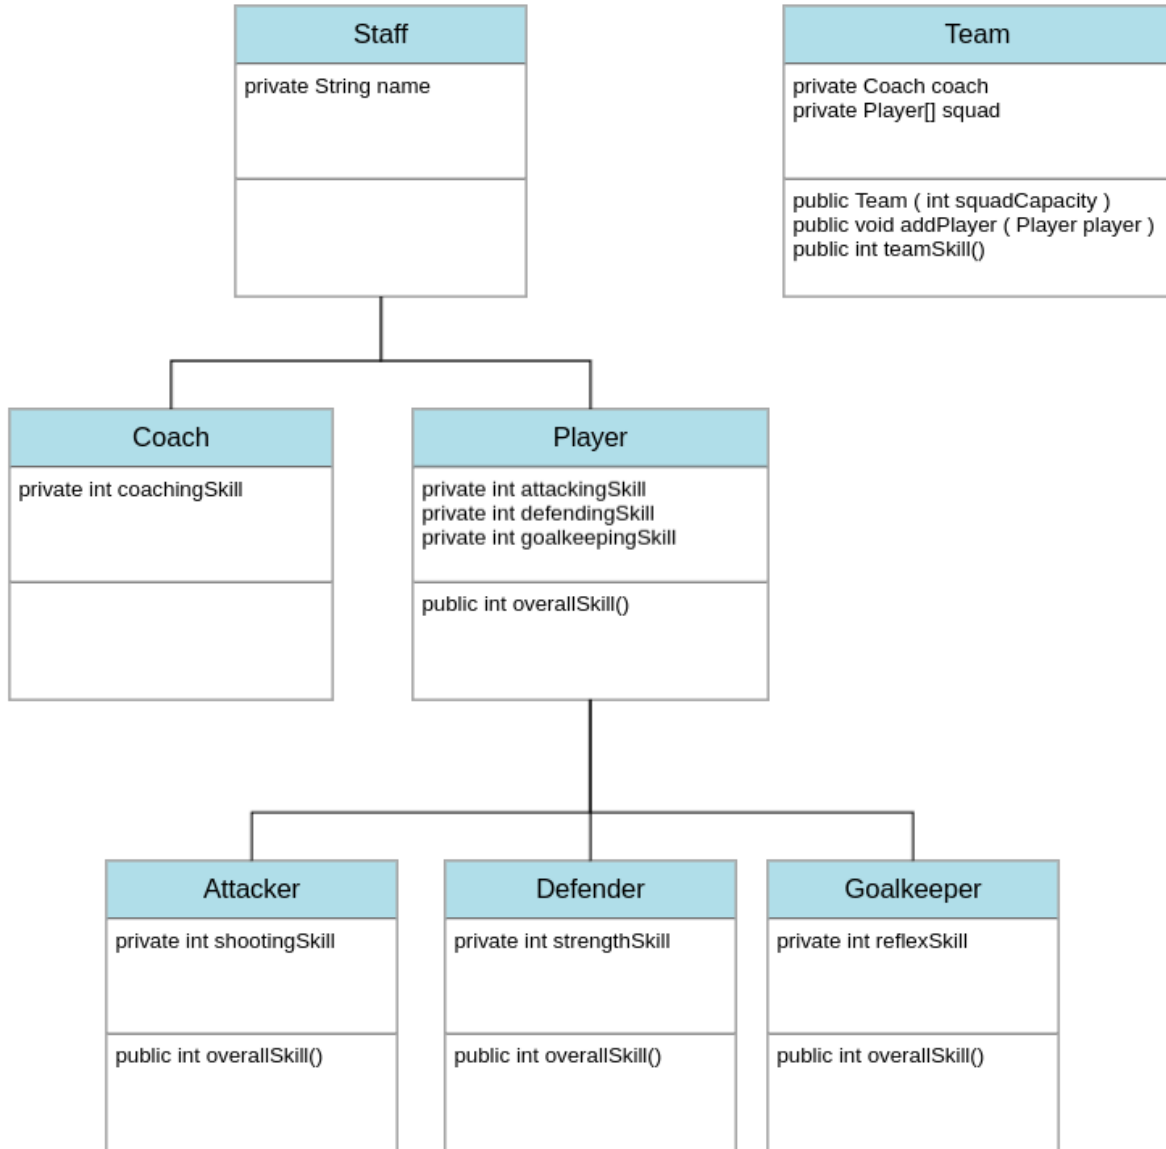 Staff
private String name
Team
private Coach coach
private Player[] squad
public Team ( int squadCapacity )
public void addPlayer ( Player player )
public int teamSkill()
Coach
private int coachingSkill
Player
private int attackingSkill
private int defendingSkill
private int goalkeepingSkill
public int overallSkill()
Attacker
private int shootingSkill
public int overallSkill()
Defender
private int strengthSkill
public int overallSkill()
Goalkeeper
private int reflexSkill
public int overallSkill()